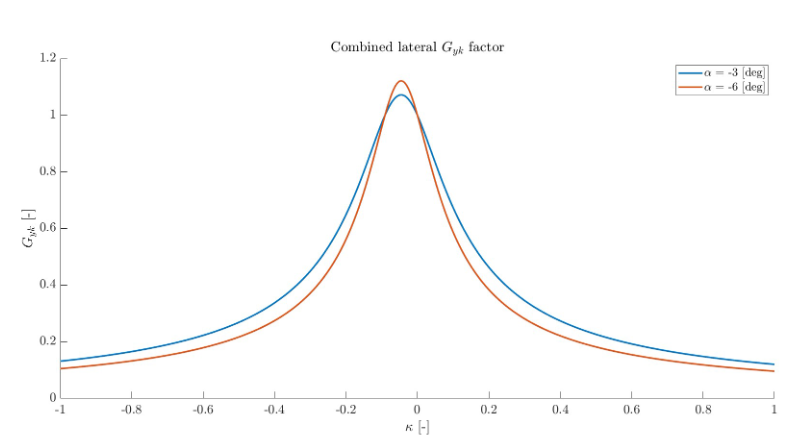 Combined lateral Gyk factor
α = -3 [deg]
α = -6 [deg]
1.2
1
0.8
0.6
0.4
0.2
0
Gyk [-]
-1 -0.8 -0.6 -0.4 -0.2 0 0.2 0.4 0.6 0.8 1
κ [-]